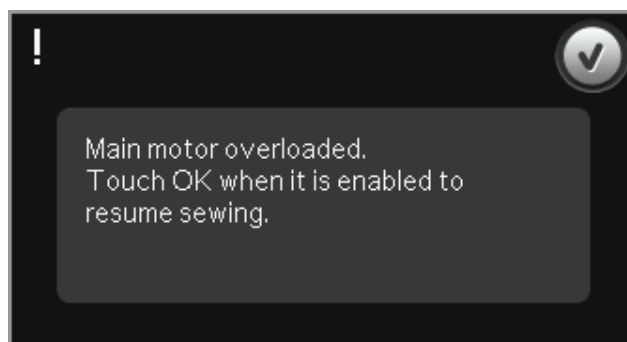 !
Main motor overloaded.
Touch OK when it is enabled to
resume sewing.